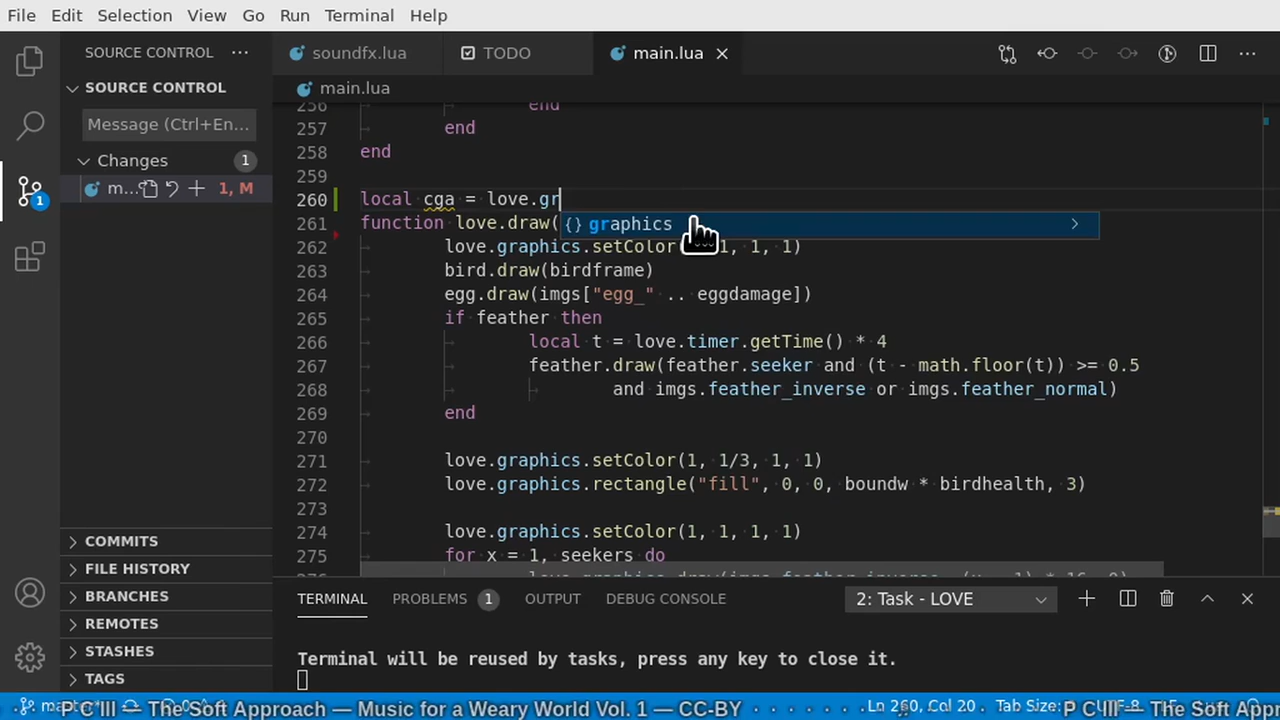 File Edit Selection View Go Run Terminal Help
SOURCE CONTROL ···
soundfx.lua
TODO
main.lua
SOURCE CONTROL
main.lua
Message (Ctrl+En...
Changes 1
m... 1, M
1
256 end
257 end
258 end
259
260 local cga = love.gr
261 function love.draw(
{} graphics
262 love.graphics.setColor 1, 1, 1)
263 bird.draw(birdframe)
264 egg.draw(imgs["egg_" .. eggdamage])
265 if feather then
266 local t = love.timer.getTime() * 4
267 feather.draw(feather.seeker and (t - math.floor(t)) >= 0.5
268 and imgs.feather_inverse or imgs.feather_normal)
269 end
270
271 love.graphics.setColor(1, 1/3, 1, 1)
272 love.graphics.rectangle("fill", 0, 0, boundw * birdhealth, 3)
273
274 love.graphics.setColor(1, 1, 1, 1)
275 for x = 1, seekers do
COMMITS
FILE HISTORY
BRANCHES
REMOTES
STASHES
TAGS
TERMINAL PROBLEMS 1 OUTPUT DEBUG CONSOLE 2: Task - LOVE
Terminal will be reused by tasks, press any key to close it.
P C III — The Soft Approach — Music for a Weary World Vol. 1 — CC-BY
Ln 260, Col 20 Tab Size:
P C III — The Soft Appr